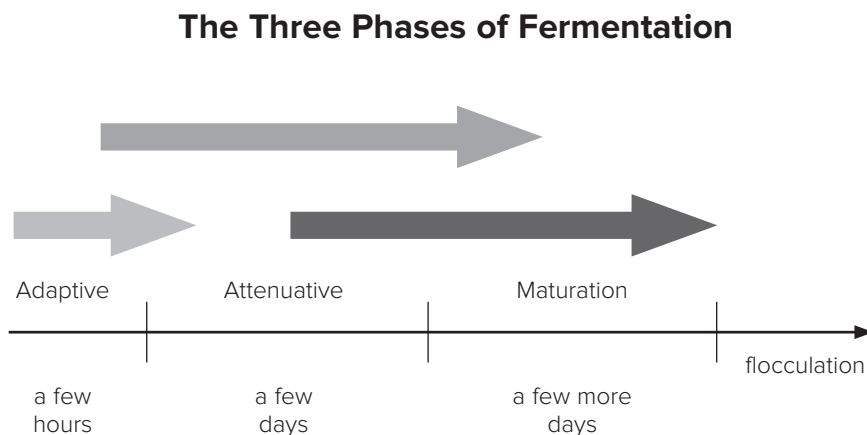 The Three Phases of Fermentation
Adaptive
Attenuative
Maturation
flocculation
a few
hours
a few
days
a few more
days